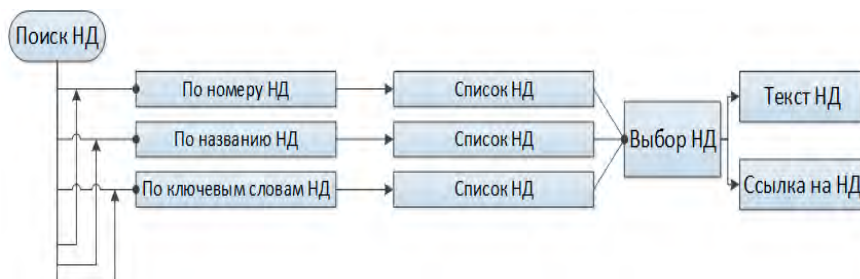 Поиск НД
По номеру НД
Список НД
По названию НД
Список НД
По ключевым словам НД
Список НД
Выбор НД
Текст НД
Ссылка на НД